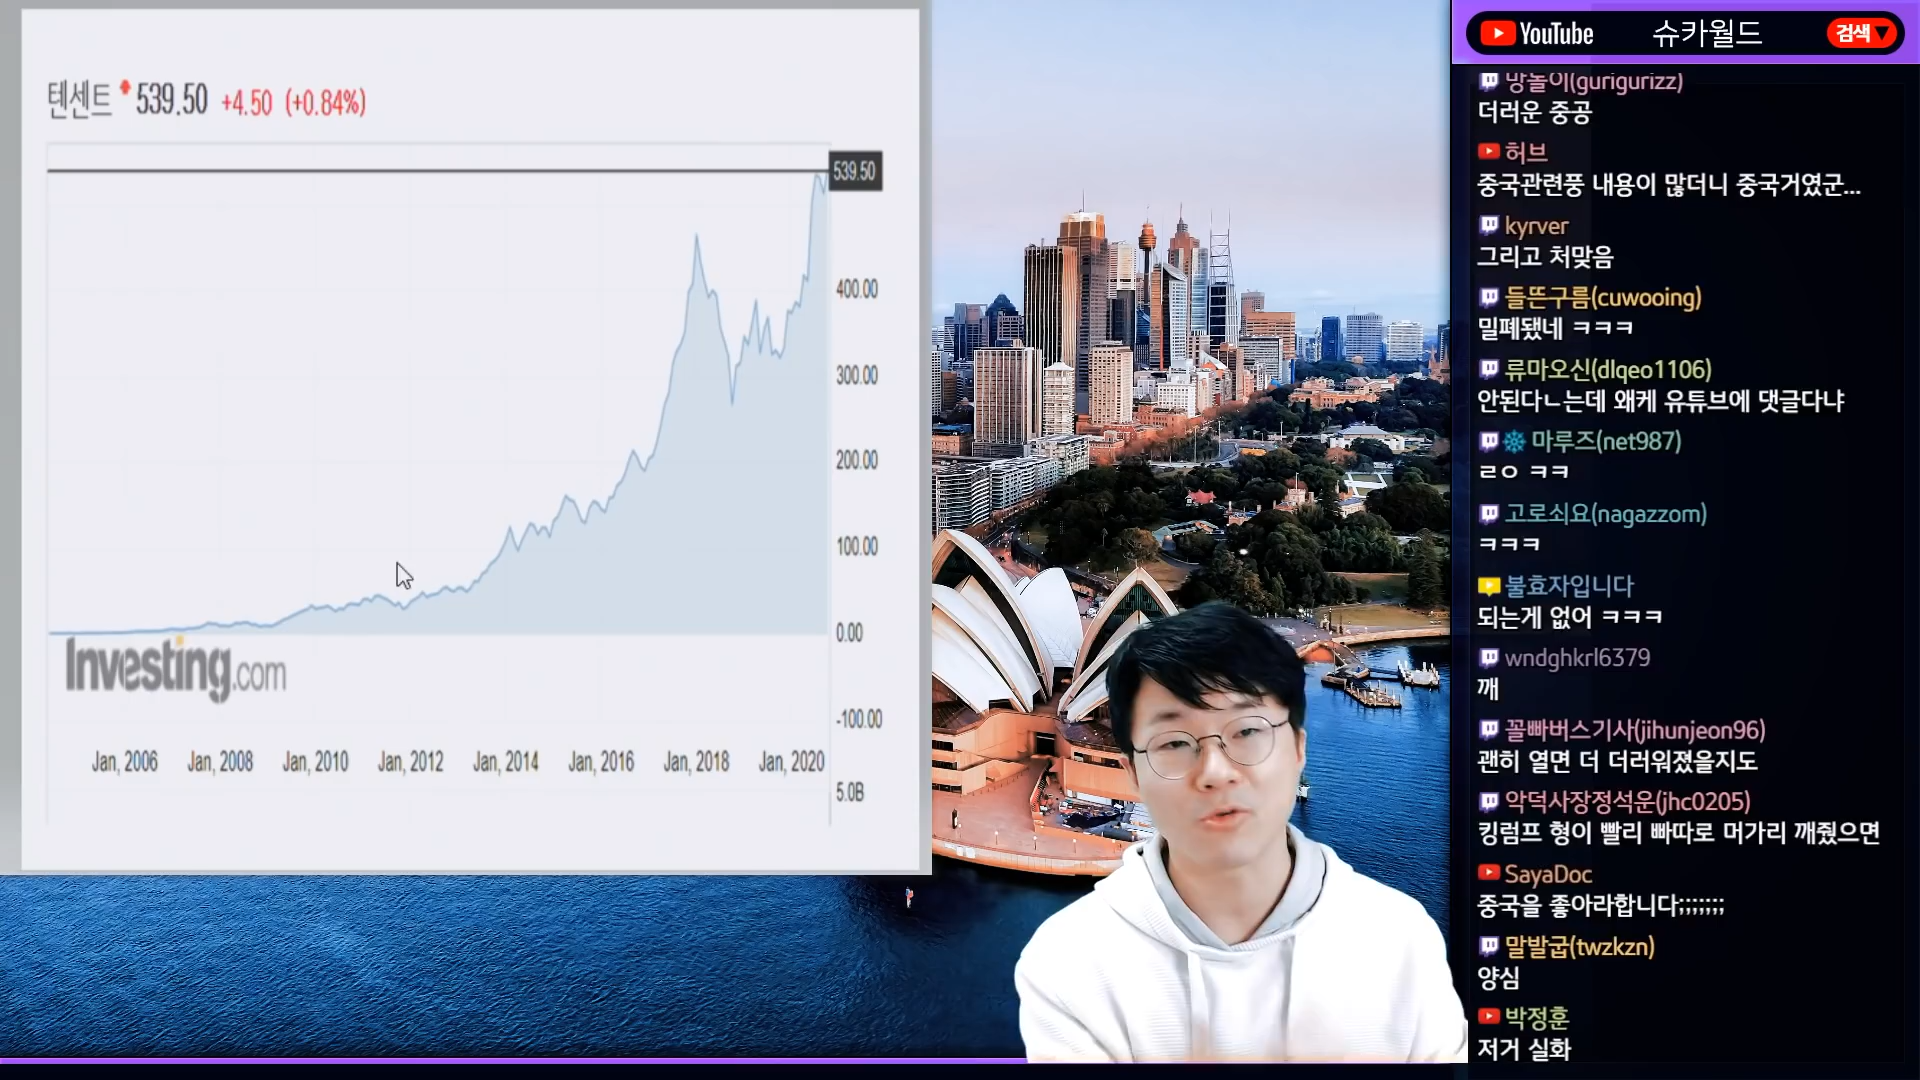 텐센트 539.50 +4.50 (+0.84%)
539.50
400.00
300.00
200.00
100.00
0.00
-100.00
5.0B
Jan, 2006 Jan, 2008 Jan, 2010 Jan, 2012 Jan, 2014 Jan, 2016 Jan, 2018 Jan, 2020
Investing.com
YouTube 슈카월드 검색▼
망돌이(gurigurizz)
더러운 중공
허브
중국관련풍 내용이 많더니 중국거였군...
kyrver
그리고 처맞음
들뜬구름(cuwooing)
밀폐됐네 ㅋㅋㅋ
류마오신(dlqeo1106)
안된다ㄴ는데 왜케 유튜브에 댓글다냐
마루즈(net987)
ㄹㅇ ㅋㅋ
고로쇠요(nagazzom)
ㅋㅋㅋ
불효자입니다
되는게 없어 ㅋㅋㅋ
wndghkrl6379
깨
꼴빠버스기사(jihunjeon96)
괜히 열면 더 더러워졌을지도
악덕사장정석운(jhc0205)
킹럼프 형이 빨리 빠따로 머가리 깨줬으면
SayaDoc
중국을 좋아라합니다;;;;;;;
말발굽(twzkzn)
양심
박정훈
저거 실화